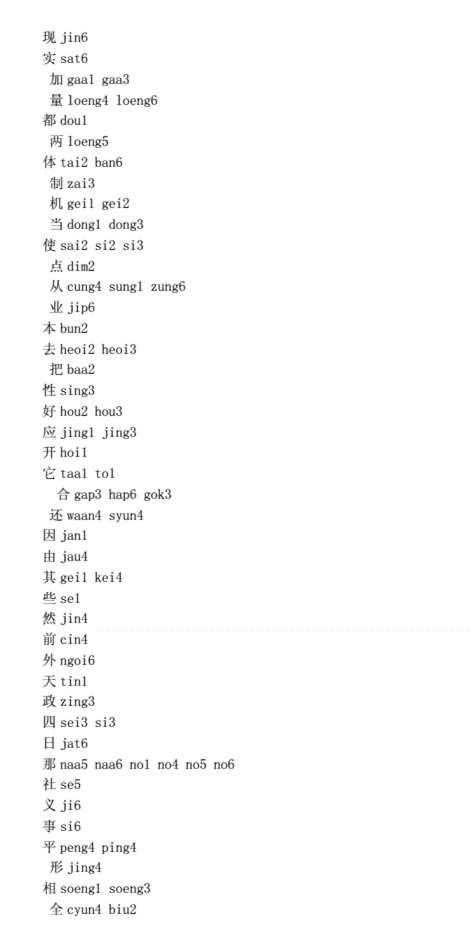 现 jin6
实 sat6
加 gaa1 gaa3
量 loeng4 loeng6
都 dou1
两 loeng5
体 tai2 ban6
制 zai3
机 gei1 gei2
当 dong1 dong3
使 sai2 si2 si3
点 dim2
从 cung4 sung1 zung6
业 jip6
本 bun2
去 heoi2 heoi3
把 baa2
性 sing3
好 hou2 hou3
应 jing1 jing3
开 hoi1
它 taa1 to1
合 gap3 hap6 gok3
还 waan4 syun4
因 jan1
由 jau4
其 gei1 kei4
些 se1
然 jin4
前 cin4
外 ngoi6
天 tin1
政 zing3
四 sei3 si3
日 jat6
那 naa5 naa6 no1 no4 no5 no6
社 se5
义 ji6
事 si6
平 peng4 ping4
形 jing4
相 soeng1 soeng3
全 cyun4 biu2